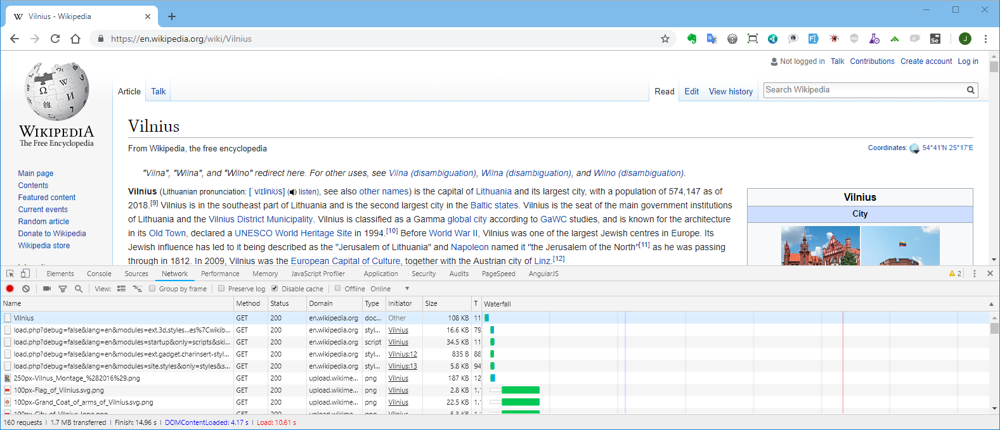 Vilnius - Wikipedia
https://en.wikipedia.org/wiki/Vilnius
Se
J
Not logged in Talk Contributions Create account Log in
Article Talk Read Edit View history Search Wikipedia
WIKIPEDIA
The Free Encyclopedia
Main page
Contents
Featured content
Current events
Random article
Donate to Wikipedia
Wikipedia store
Vilnius
From Wikipedia, the free encyclopedia
Coordinates: 54°41′N 25°17′E
"Vilna", "Wilna", and "Wilno" redirect here. For other uses, see Vilna (disambiguation), Wilna (disambiguation), and Wilno (disambiguation).
Vilnius (Lithuanian pronunciation: [ˈvɪlnɪʊs] (listen), see also other names) is the capital of Lithuania and its largest city, with a population of 574,147 as of
2018.[9] Vilnius is in the southeast part of Lithuania and is the second largest city in the Baltic states. Vilnius is the seat of the main government institutions
of Lithuania and the Vilnius District Municipality. Vilnius is classified as a Gamma global city according to GaWC studies, and is known for the architecture
in its Old Town, declared a UNESCO World Heritage Site in 1994.[10] Before World War II, Vilnius was one of the largest Jewish centres in Europe. Its
Jewish influence has led to it being described as the "Jerusalem of Lithuania" and Napoleon named it "the Jerusalem of the North"[11] as he was passing
through in 1812. In 2009, Vilnius was the European Capital of Culture, together with the Austrian city of Linz.[12]
Vilnius
City
Elements Console Sources Network Performance Memory JavaScript Profiler Application Security Audits PageSpeed AngularJS 2
View: Group by frame Preserve log Disable cache Offline Online
Name Method Status Domain Type Initiator Size T Waterfall
Vilnius GET 200 en.wikipedia.org doc... Other 108 KB 11
load.php?debug=false&lang=en&modules=ext.3d.styles...es%7Cwikib... GET 200 en.wikipedia.org styl... Vilnius 16.6 KB 79
load.php?debug=false&lang=en&modules=startup&only=scripts&ski... GET 200 en.wikipedia.org script Vilnius 34.5 KB 11
load.php?debug=false&lang=en&modules=ext.gadget.charinsert-styl... GET 200 en.wikipedia.org styl... Vilnius:12 835 B 88
load.php?debug=false&lang=en&modules=site.styles&only=styles&s... GET 200 en.wikipedia.org styl... Vilnius:13 5.8 KB 94
250px-Vilnus_Montage_%282016%29.png GET 200 upload.wikime... png Vilnius 187 KB 12
100px-Flag_of_Vilnius.svg.png GET 200 upload.wikime... png Vilnius 2.8 KB 1.
100px-Grand_Coat_of_arms_of_Vilnius.svg.png GET 200 upload.wikime... png Vilnius 22.5 KB 1.
100px-City_of_Vilnius_logo.png GET 200 upload.wikime... png Vilnius 5.3 KB 1.
160 requests | 1.7 MB transferred | Finish: 14.96 s | DOMContentLoaded: 4.17 s | Load: 10.61 s